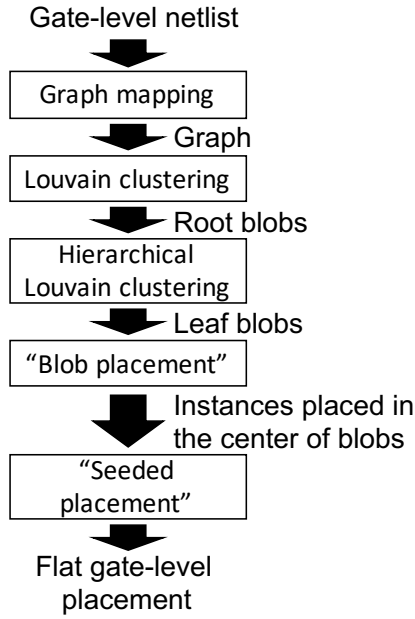 Gate-level netlist
Graph mapping
Graph
Louvain clustering
Root blobs
Hierarchical
Louvain clustering
Leaf blobs
“Blob placement”
Instances placed in
the center of blobs
“Seeded
placement”
Flat gate-level
placement